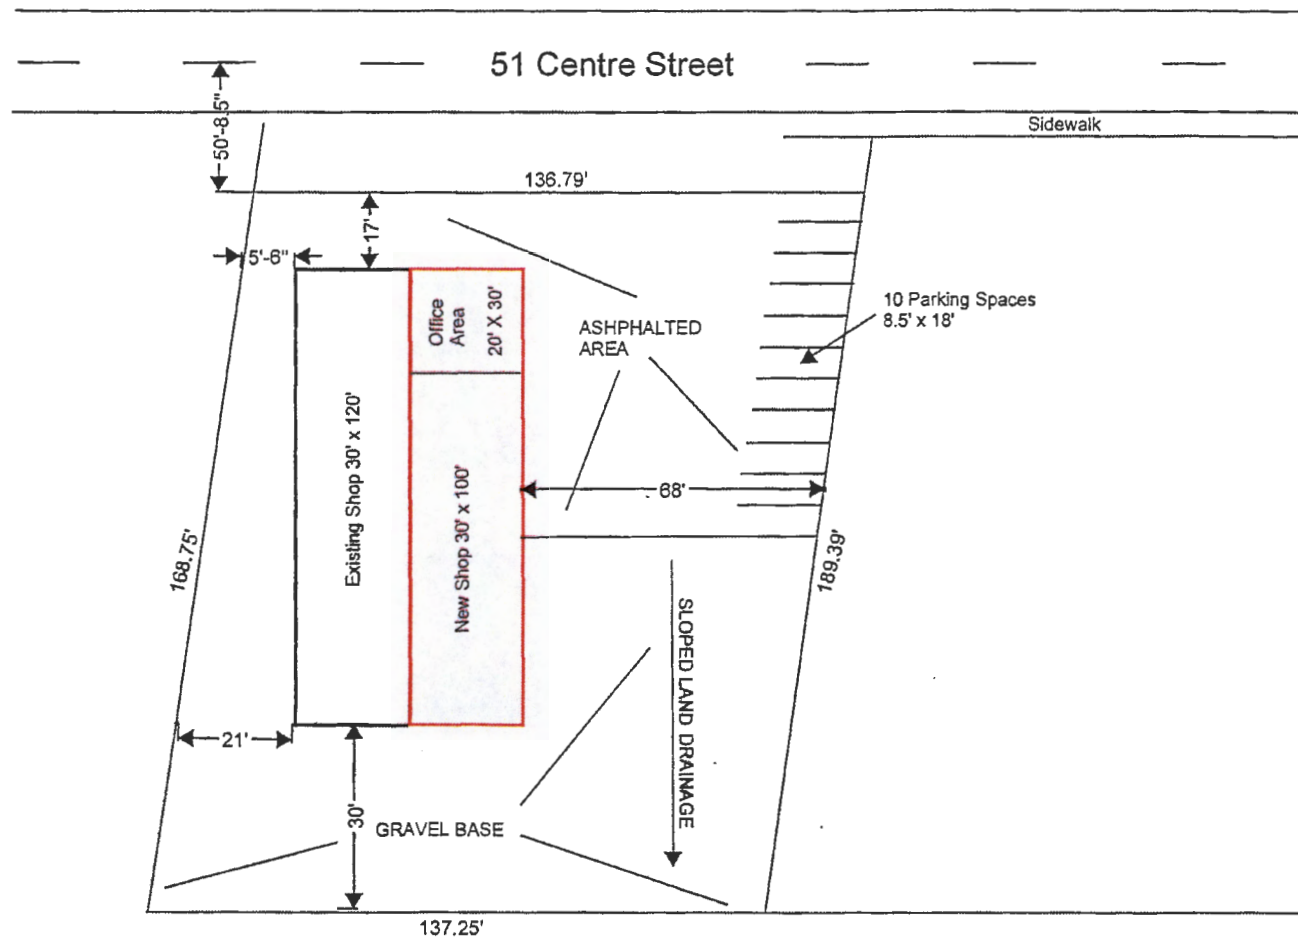 51 Centre Street
Sidewalk
50'-8.5"
136.79'
17'
5'-6"
Office
Area
20' X 30'
ASHPHALTED
AREA
10 Parking Spaces
8.5' x 18'
Existing Shop 30' x 120'
New Shop 30' x 100'
68'
168.75'
189.39'
SLOPED LAND DRAINAGE
21'
30'
GRAVEL BASE
137.25'